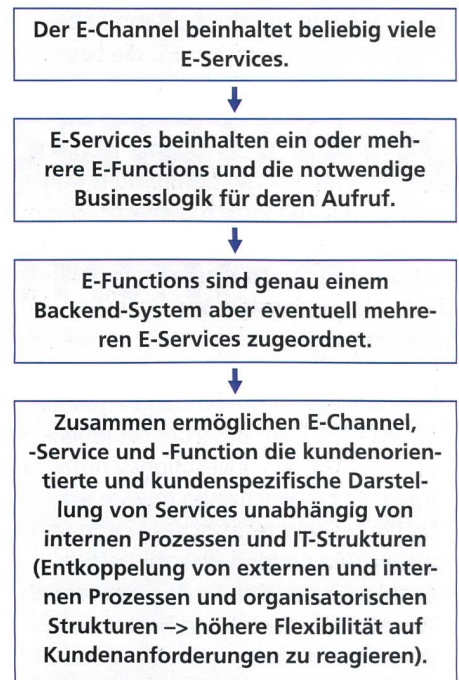 Der E-Channel beinhaltet beliebig viele
E-Services.
E-Services beinhalten ein oder meh-
rere E-Functions und die notwendige
Businesslogik für deren Aufruf.
E-Functions sind genau einem
Backend-System aber eventuell mehre-
ren E-Services zugeordnet.
Zusammen ermöglichen E-Channel,
-Service und -Function die kundenorien-
tierte und kundenspezifische Darstel-
lung von Services unabhängig von
internen Prozessen und IT-Strukturen
(Entkoppelung von externen und inter-
nen Prozessen und organisatorischen
Strukturen –> höhere Flexibilität auf
Kundenanforderungen zu reagieren).